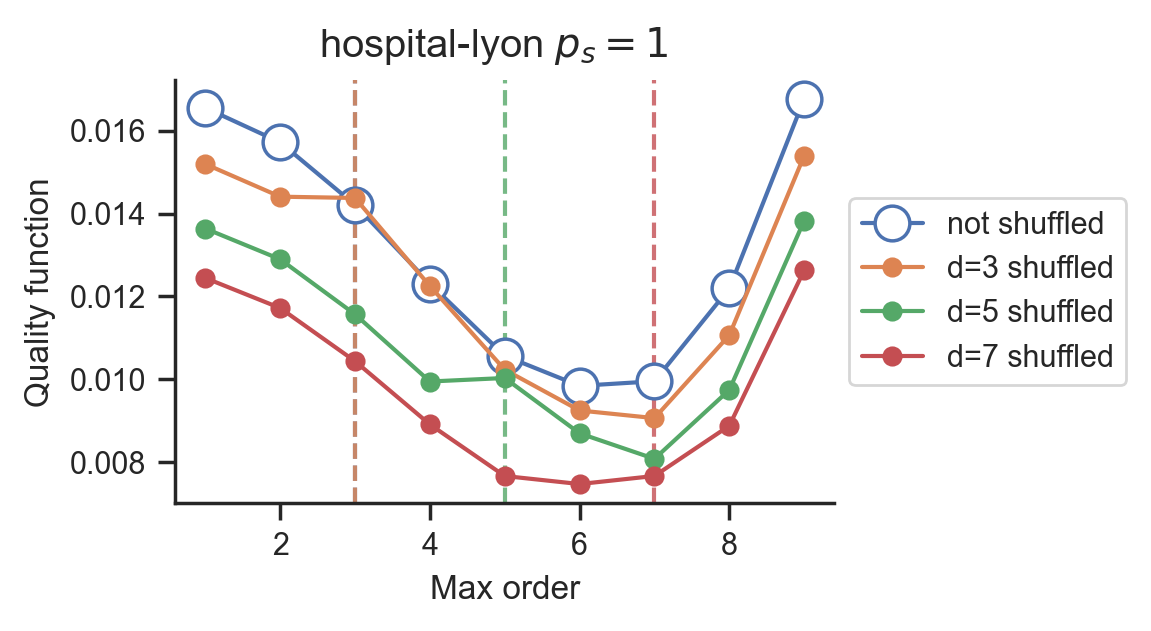 hospital-lyon p_s = 1
Quality function
0.016
0.014
0.012
0.010
0.008
2 4 6 8
Max order
not shuffled
d=3 shuffled
d=5 shuffled
d=7 shuffled